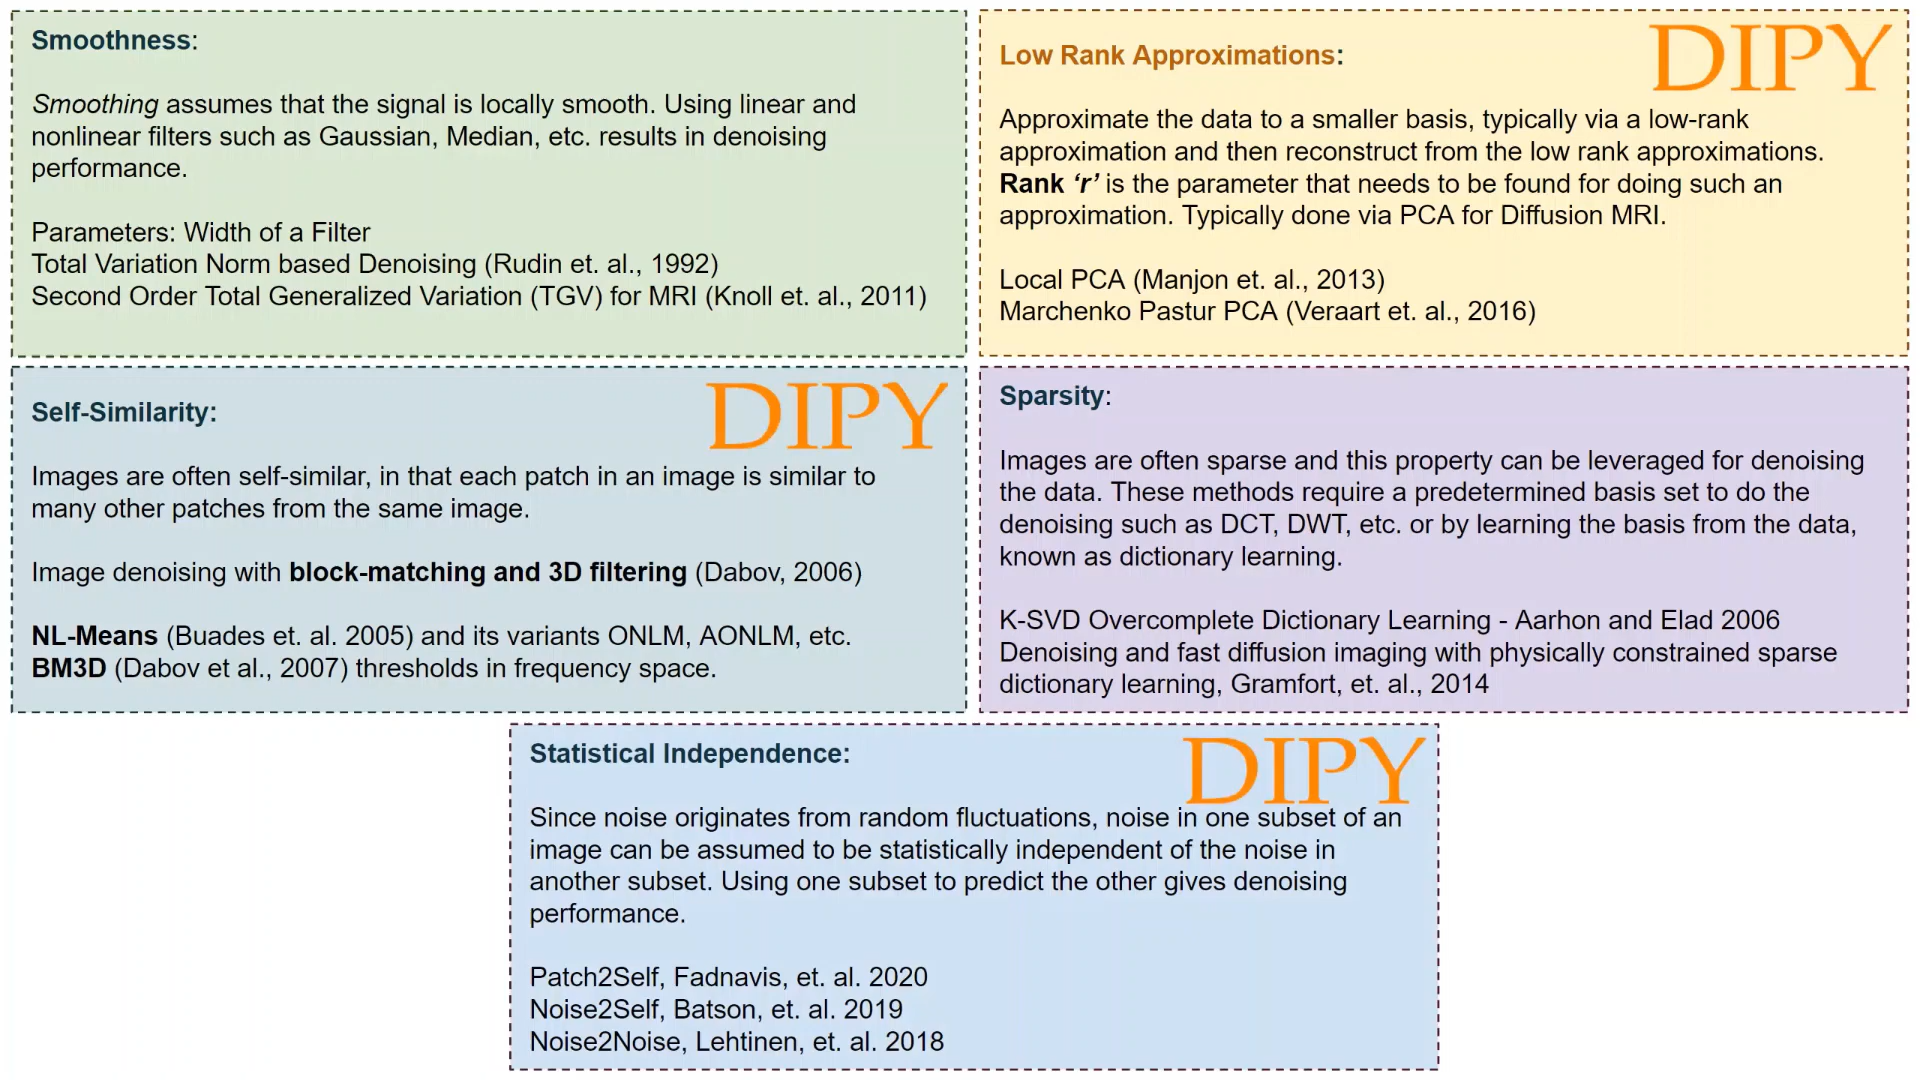 Smoothness:
Smoothing assumes that the signal is locally smooth. Using linear and
nonlinear filters such as Gaussian, Median, etc. results in denoising
performance.
Parameters: Width of a Filter
Total Variation Norm based Denoising (Rudin et. al., 1992)
Second Order Total Generalized Variation (TGV) for MRI (Knoll et. al., 2011)
DIPY
Low Rank Approximations:
Approximate the data to a smaller basis, typically via a low-rank
approximation and then reconstruct from the low rank approximations.
Rank ‘r’ is the parameter that needs to be found for doing such an
approximation. Typically done via PCA for Diffusion MRI.
Local PCA (Manjon et. al., 2013)
Marchenko Pastur PCA (Veraart et. al., 2016)
DIPY
Self-Similarity:
Images are often self-similar, in that each patch in an image is similar to
many other patches from the same image.
Image denoising with block-matching and 3D filtering (Dabov, 2006)
NL-Means (Buades et. al. 2005) and its variants ONLM, AONLM, etc.
BM3D (Dabov et al., 2007) thresholds in frequency space.
Sparsity:
Images are often sparse and this property can be leveraged for denoising
the data. These methods require a predetermined basis set to do the
denoising such as DCT, DWT, etc. or by learning the basis from the data,
known as dictionary learning.
K-SVD Overcomplete Dictionary Learning - Aarhon and Elad 2006
Denoising and fast diffusion imaging with physically constrained sparse
dictionary learning, Gramfort, et. al., 2014
DIPY
Statistical Independence:
Since noise originates from random fluctuations, noise in one subset of an
image can be assumed to be statistically independent of the noise in
another subset. Using one subset to predict the other gives denoising
performance.
Patch2Self, Fadnavis, et. al. 2020
Noise2Self, Batson, et. al. 2019
Noise2Noise, Lehtinen, et. al. 2018